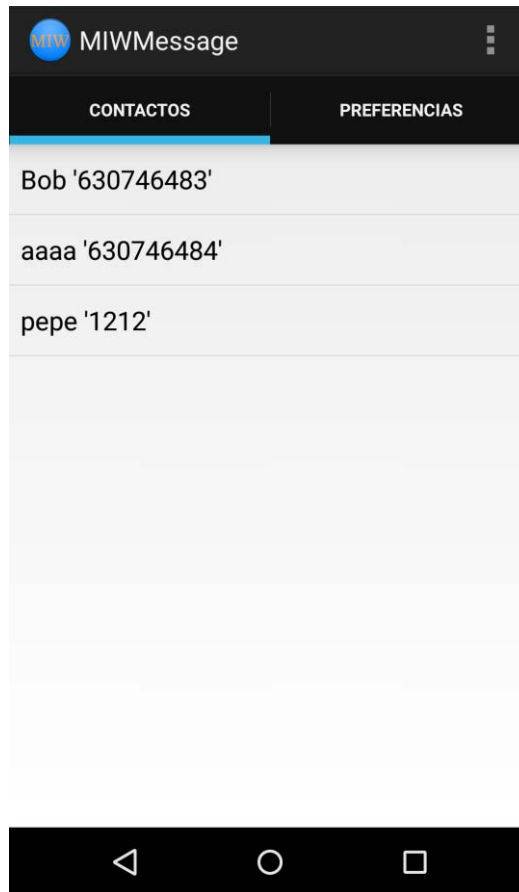 MIW MIWMessage
CONTACTOS PREFERENCIAS
Bob '630746483'
aaaa '630746484'
pepe '1212'